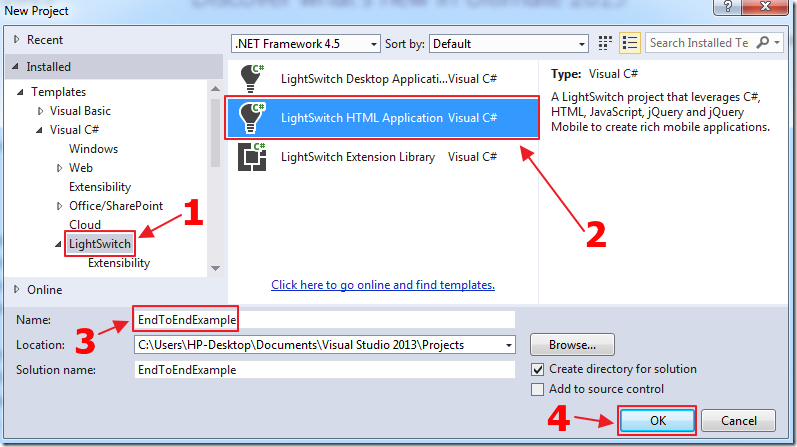 Discover what's new in Ultimate 2013
New Project
?
Recent
Installed
Templates
Visual Basic
Visual C#
Windows
Web
Extensibility
Office/SharePoint
Cloud
LightSwitch
Extensibility
Online
.NET Framework 4.5 Sort by: Default Search Installed Te
C# LightSwitch Desktop Applicati... Visual C#
C# LightSwitch HTML Application Visual C#
C# LightSwitch Extension Library Visual C#
Click here to go online and find templates.
Type: Visual C#
A LightSwitch project that leverages C#,
HTML, JavaScript, jQuery and jQuery
Mobile to create rich mobile applications.
1
2
Name: EndToEndExample
3
Location: C:\Users\HP-Desktop\Documents\Visual Studio 2013\Projects Browse...
Solution name: EndToEndExample
Create directory for solution
Add to source control
4
OK Cancel